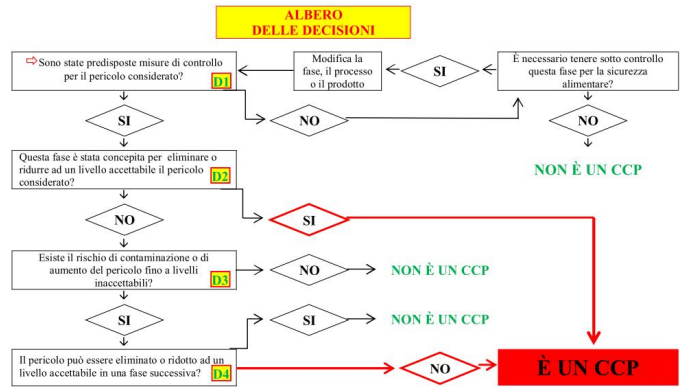 ALBERO
DELLE DECISIONI
Sono state predisposte misure di controllo
per il pericolo considerato?
D1
Modifica la
fase, il processo
o il prodotto
SI
È necessario tenere sotto controllo
questa fase per la sicurezza
alimentare?
SI
NO
NO
NON È UN CCP
Questa fase è stata concepita per eliminare o
ridurre ad un livello accettabile il pericolo
considerato?
D2
NO
SI
Esiste il rischio di contaminazione o di
aumento del pericolo fino a livelli
inaccettabili?
D3
NO
NON È UN CCP
SI
SI
NON È UN CCP
Il pericolo può essere eliminato o ridotto ad un
livello accettabile in una fase successiva?
D4
NO
È UN CCP